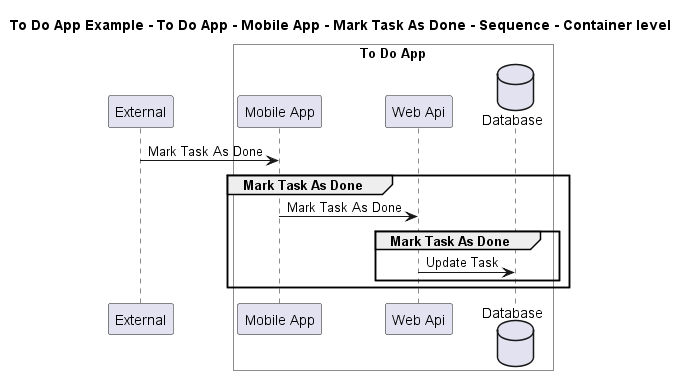 To Do App Example - To Do App - Mobile App - Mark Task As Done - Sequence - Container level
To Do App
External
Mobile App
Web Api
Database
Mark Task As Done
Mark Task As Done
Mark Task As Done
Mark Task As Done
Update Task
External
Mobile App
Web Api
Database